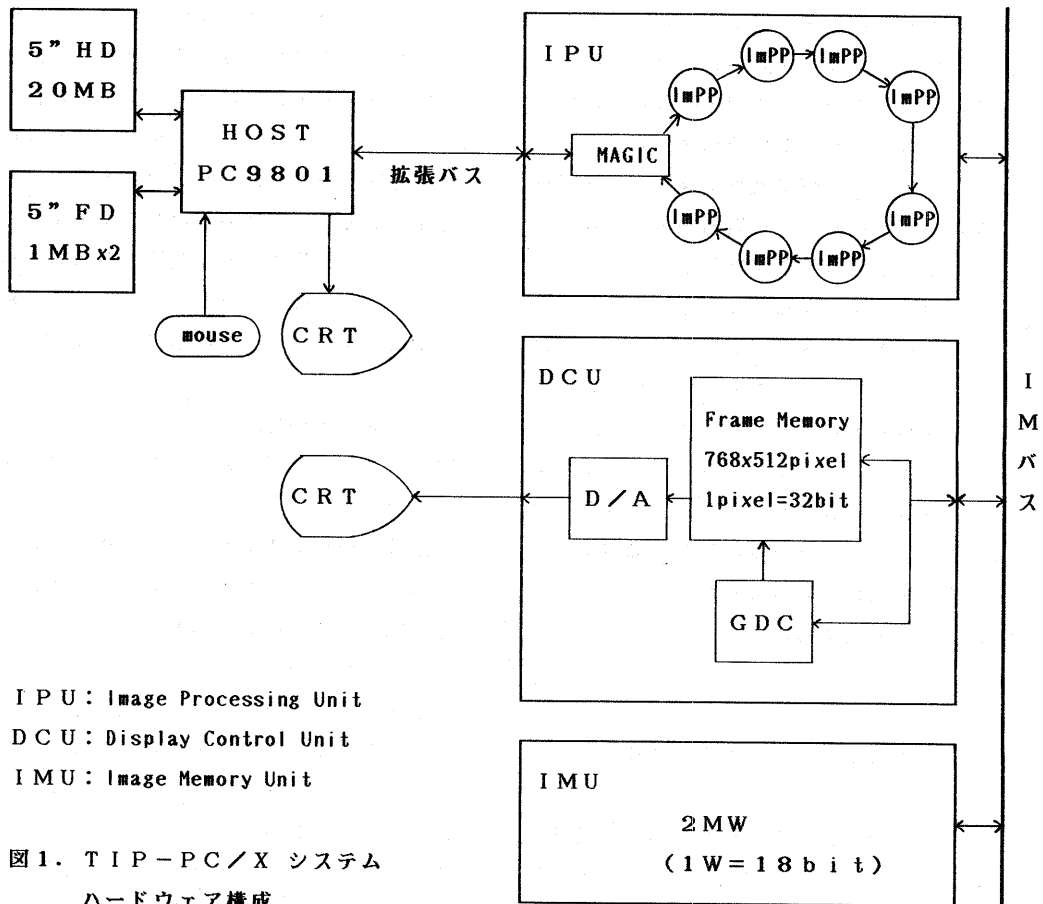 5” HD
20MB
HOST
PC9801
5” FD
1MBx2
mouse
CRT
拡張バス
IPU
MAGIC
ImPP
ImPP
ImPP
ImPP
ImPP
ImPP
ImPP
ImPP
DCU
Frame Memory
768x512pixel
1pixel=32bit
D／A
GDC
CRT
IMバス
IMU
2MW
(1W=18bit)
IPU：Image Processing Unit
DCU：Display Control Unit
IMU：Image Memory Unit
図1．TIP－PC／X システム
ハードウェア構成